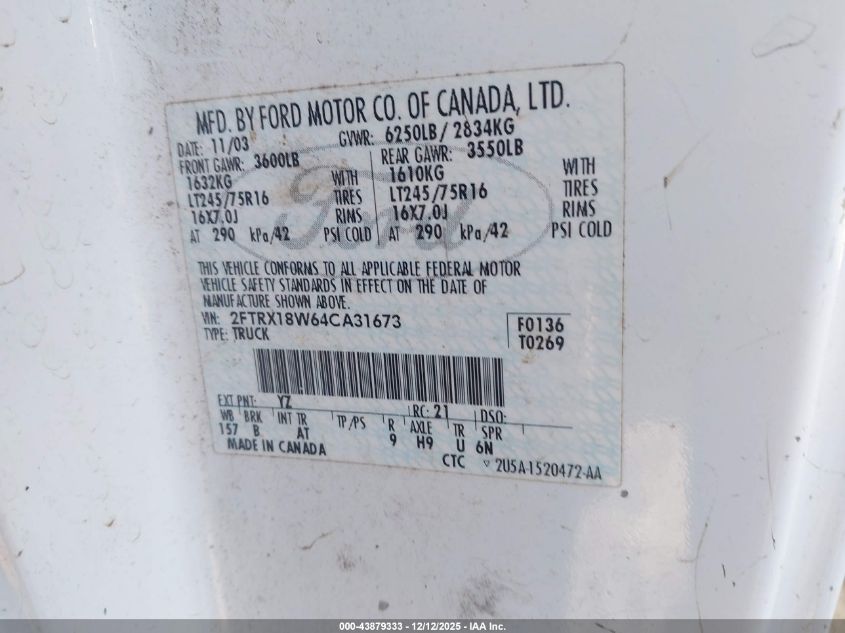 MFD. BY FORD MOTOR CO. OF CANADA, LTD.
DATE: 11/03 GVWR: 6250LB/ 2834KG
FRONT GAWR: 3600LB REAR GAWR: 3550LB
1632KG WITH 1610KG WITH
LT245/75R16 TIRES LT245/75R16 TIRES
16X7.0J RIMS 16X7.0J RIMS
AT 290 kPa/42 PSI COLD AT 290 kPa/42 PSI COLD
Ford
THIS VEHICLE CONFORMS TO ALL APPLICABLE FEDERAL MOTOR
VEHICLE SAFETY STANDARDS IN EFFECT ON THE DATE OF
MANUFACTURE SHOWN ABOVE.
VIN: 2FTRX18W64CA31673 F0136
TYPE: TRUCK T0269
EXT PNT: YZ RC: 21 DSO:
WB BRK INT TR TP/PS R AXLE TR SPR
157 B AT 9 H9 U 6N
MADE IN CANADA CTC ▽ 2U5A-1520472-AA
000-43879333 - 12/12/2025 - IAA Inc.